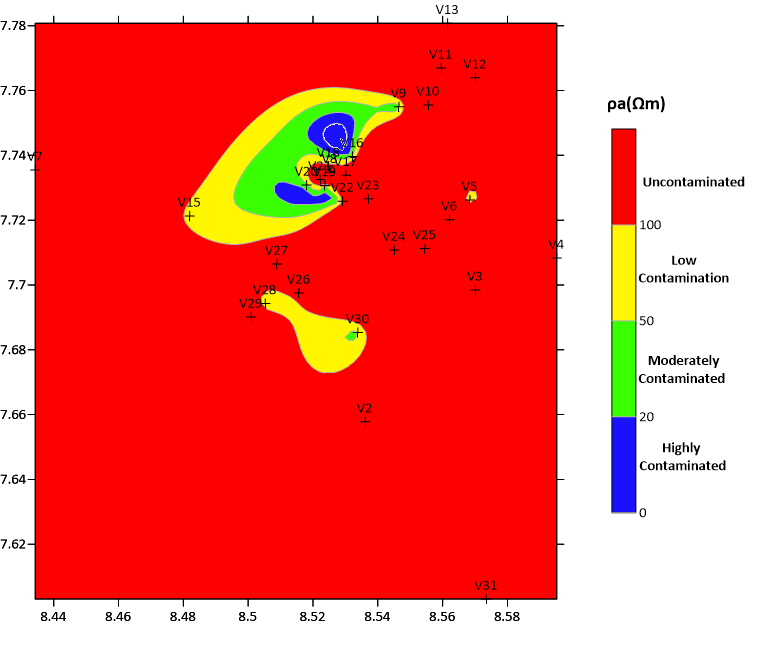 V13
7.78
V11
V12
7.76
V9
V10
ρa(Ωm)
7.74
V7
V16
V17
V20
V22
V23
V5
V15
V6
7.72
V24
V25
V4
V27
7.7
V26
V3
V28
V29
V30
7.68
V2
7.66
7.64
7.62
V31
8.44
8.46
8.48
8.5
8.52
8.54
8.56
8.58
Uncontaminated
100
Low
Contamination
50
Moderately
Contaminated
20
Highly
Contaminated
0